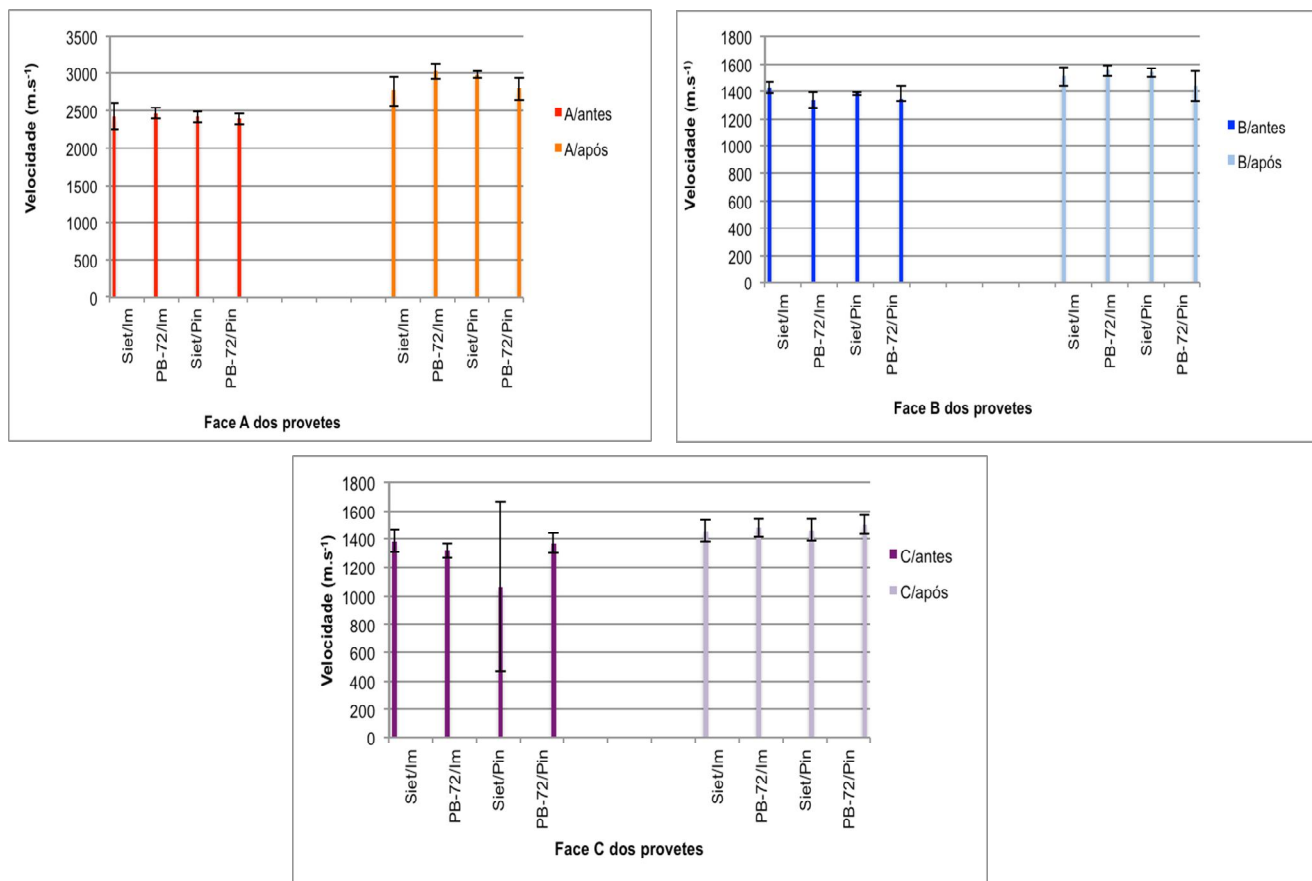 3500
3000
2500
2000
1500
1000
500
0
Velocidade (m.s⁻¹)
Siet/Im
PB-72/Im
Siet/Pin
PB-72/Pin
Siet/Im
PB-72/Im
Siet/Pin
PB-72/Pin
Face A dos provetes
A/antes
A/após
1800
1600
1400
1200
1000
800
600
400
200
0
Velocidade (m.s⁻¹)
Siet/Im
PB-72/Im
Siet/Pin
PB-72/Pin
Siet/Im
PB-72/Im
Siet/Pin
PB-72/Pin
Face B dos provetes
B/antes
B/após
1800
1600
1400
1200
1000
800
600
400
200
0
Velocidade (m.s⁻¹)
Siet/Im
PB-72/Im
Siet/Pin
PB-72/Pin
Siet/Im
PB-72/Im
Siet/Pin
PB-72/Pin
Face C dos provetes
C/antes
C/após